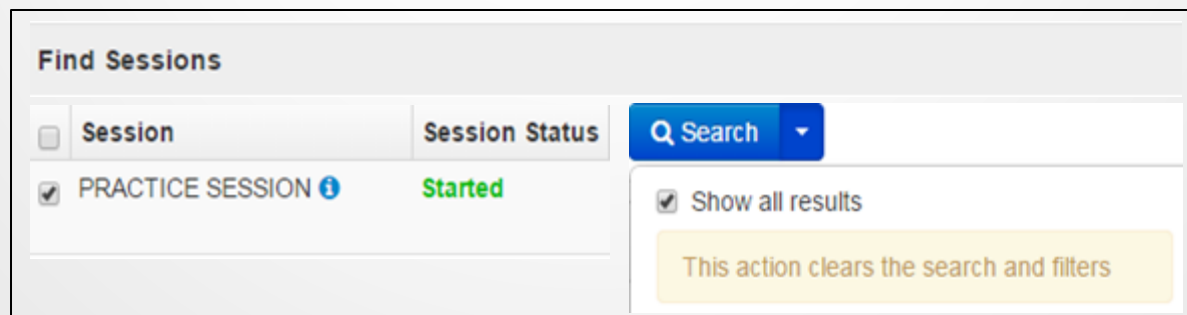 Find Sessions
Session Session Status Search
PRACTICE SESSION Started
Show all results
This action clears the search and filters